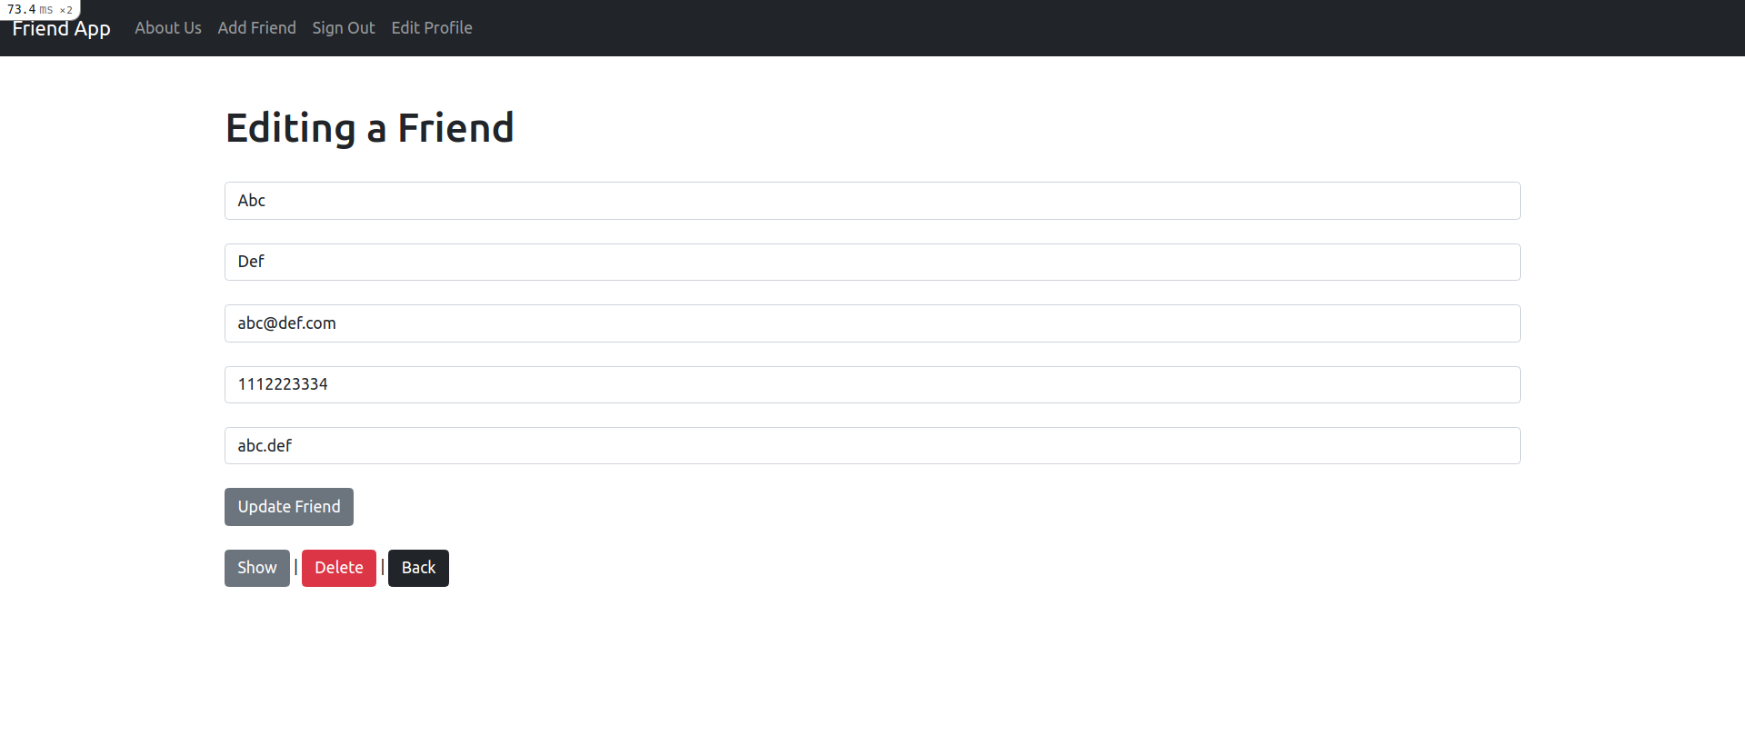 73.4 ms ×2
Friend App About Us Add Friend Sign Out Edit Profile
Editing a Friend
Abc
Def
abc@def.com
1112223334
abc.def
Update Friend
Show | Delete | Back